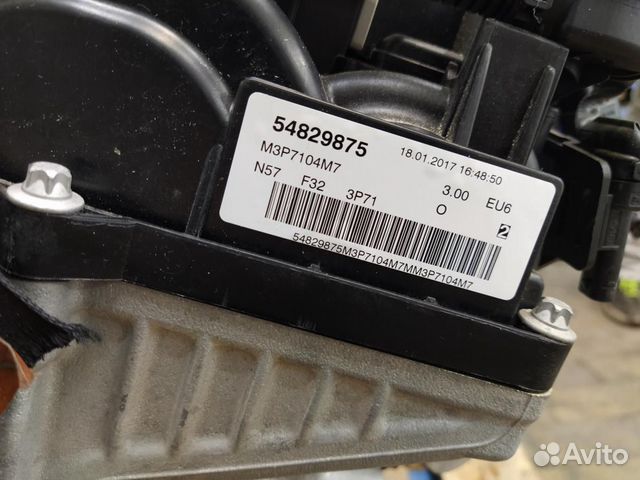 54829875 18.01.2017 16:48:50
M3P7104M7 3.00 EU6
N57 F32 3P71 O 2
54829875M3P7104M7MM3P7104M7
Avito